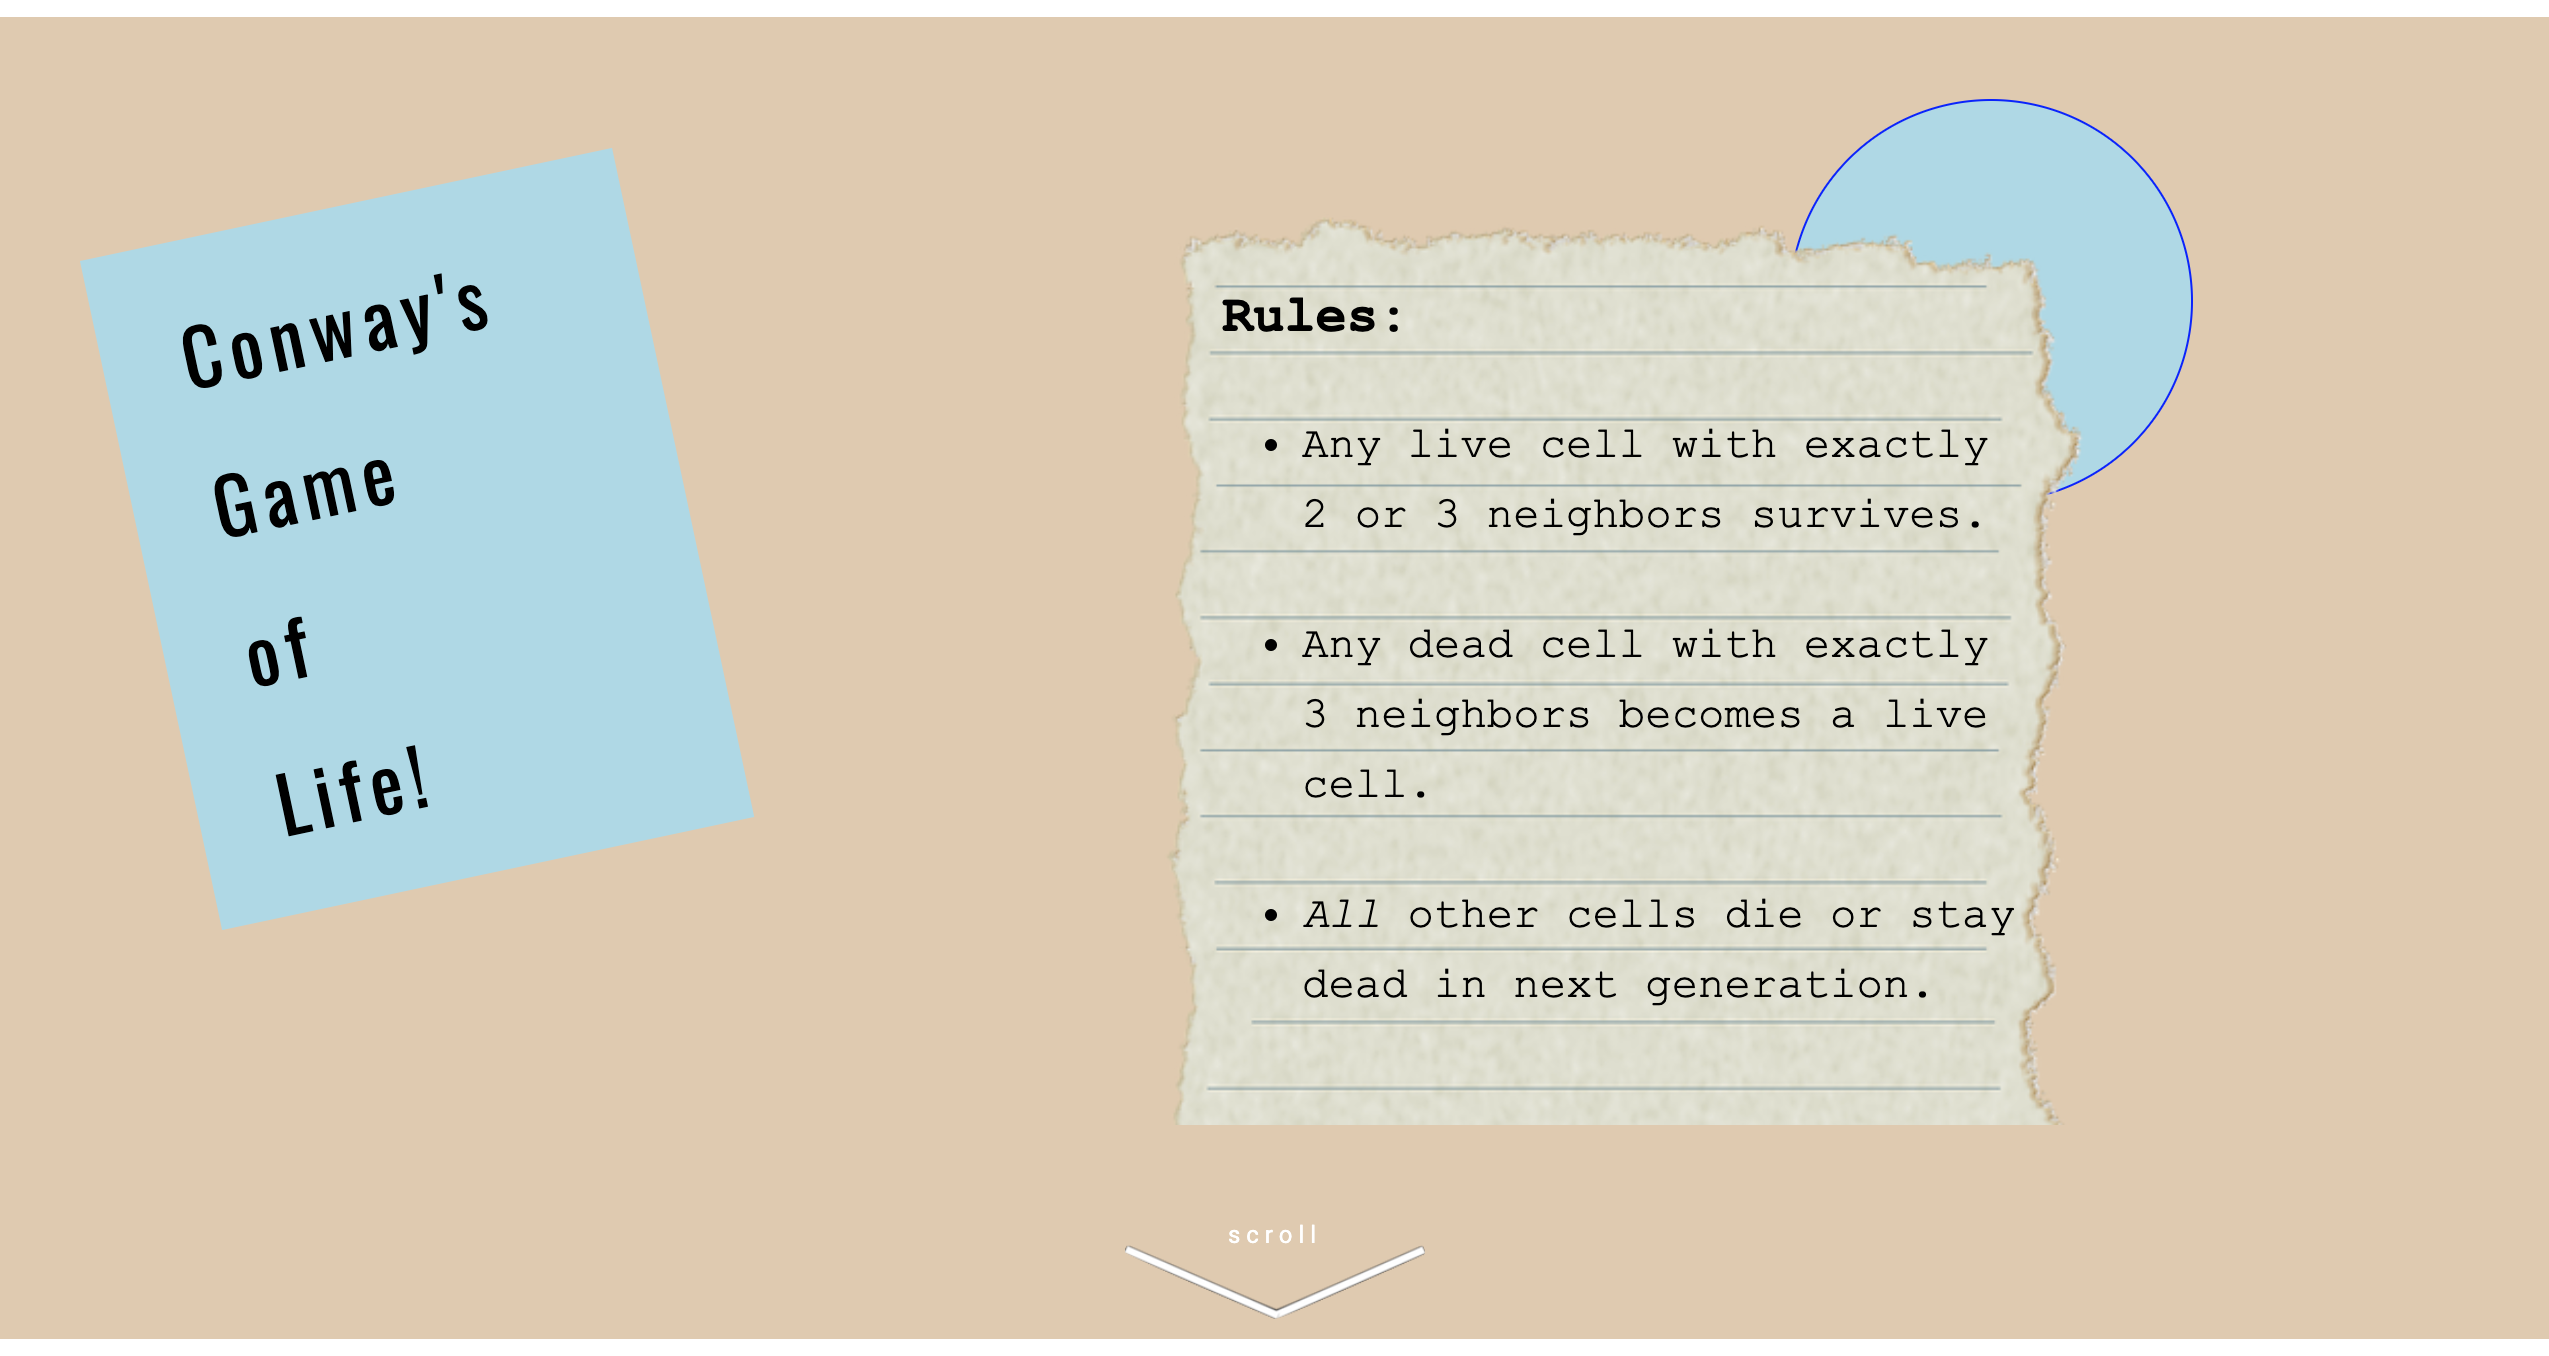 Conway's
Game
of
Life!
Rules:
• Any live cell with exactly
2 or 3 neighbors survives.
• Any dead cell with exactly
3 neighbors becomes a live
cell.
• All other cells die or stay
dead in next generation.
scroll